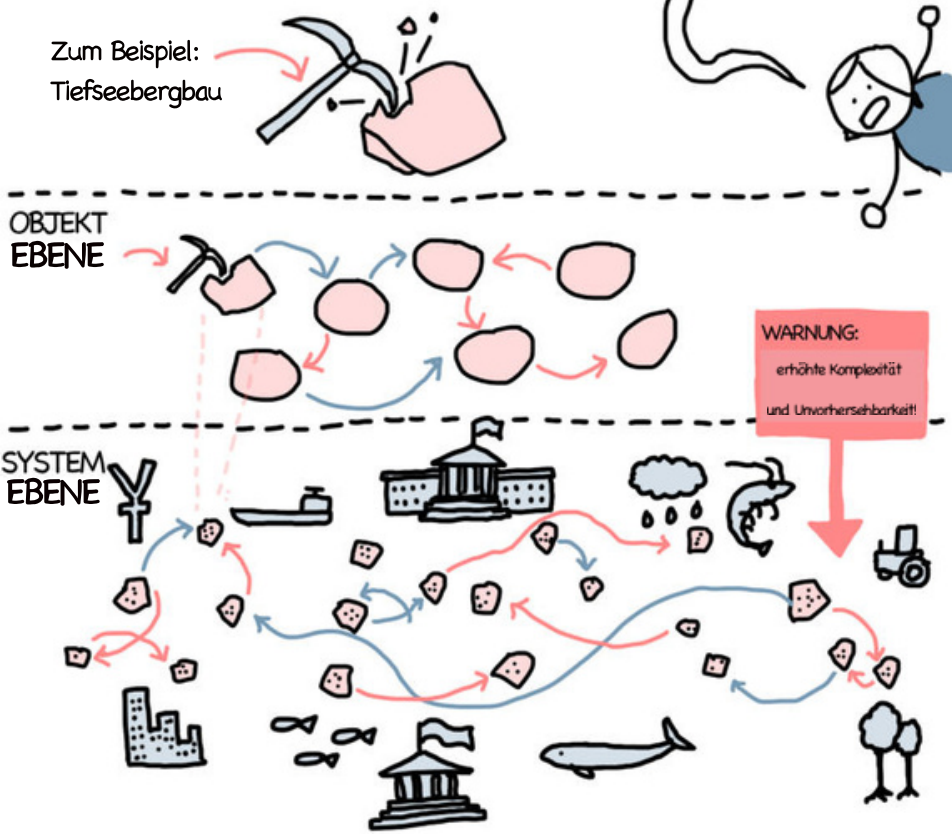 Zum Beispiel:
Tiefseebergbau
OBJEKT
EBENE
WARNUNG:
erhöhte Komplexität
und Unvorhersehbarkeit!
SYSTEM
EBENE
¥